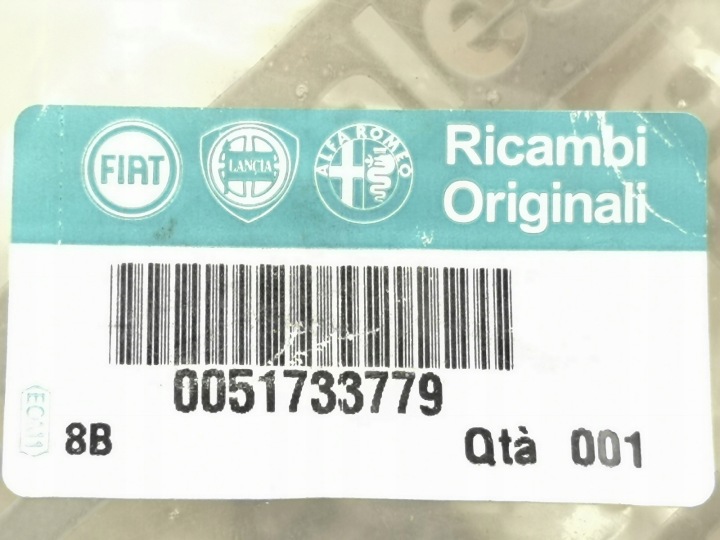 FIAT
LANCIA
ALFA ROMEO
Ricambi
Originali
0051733779
8B
Qtà 001